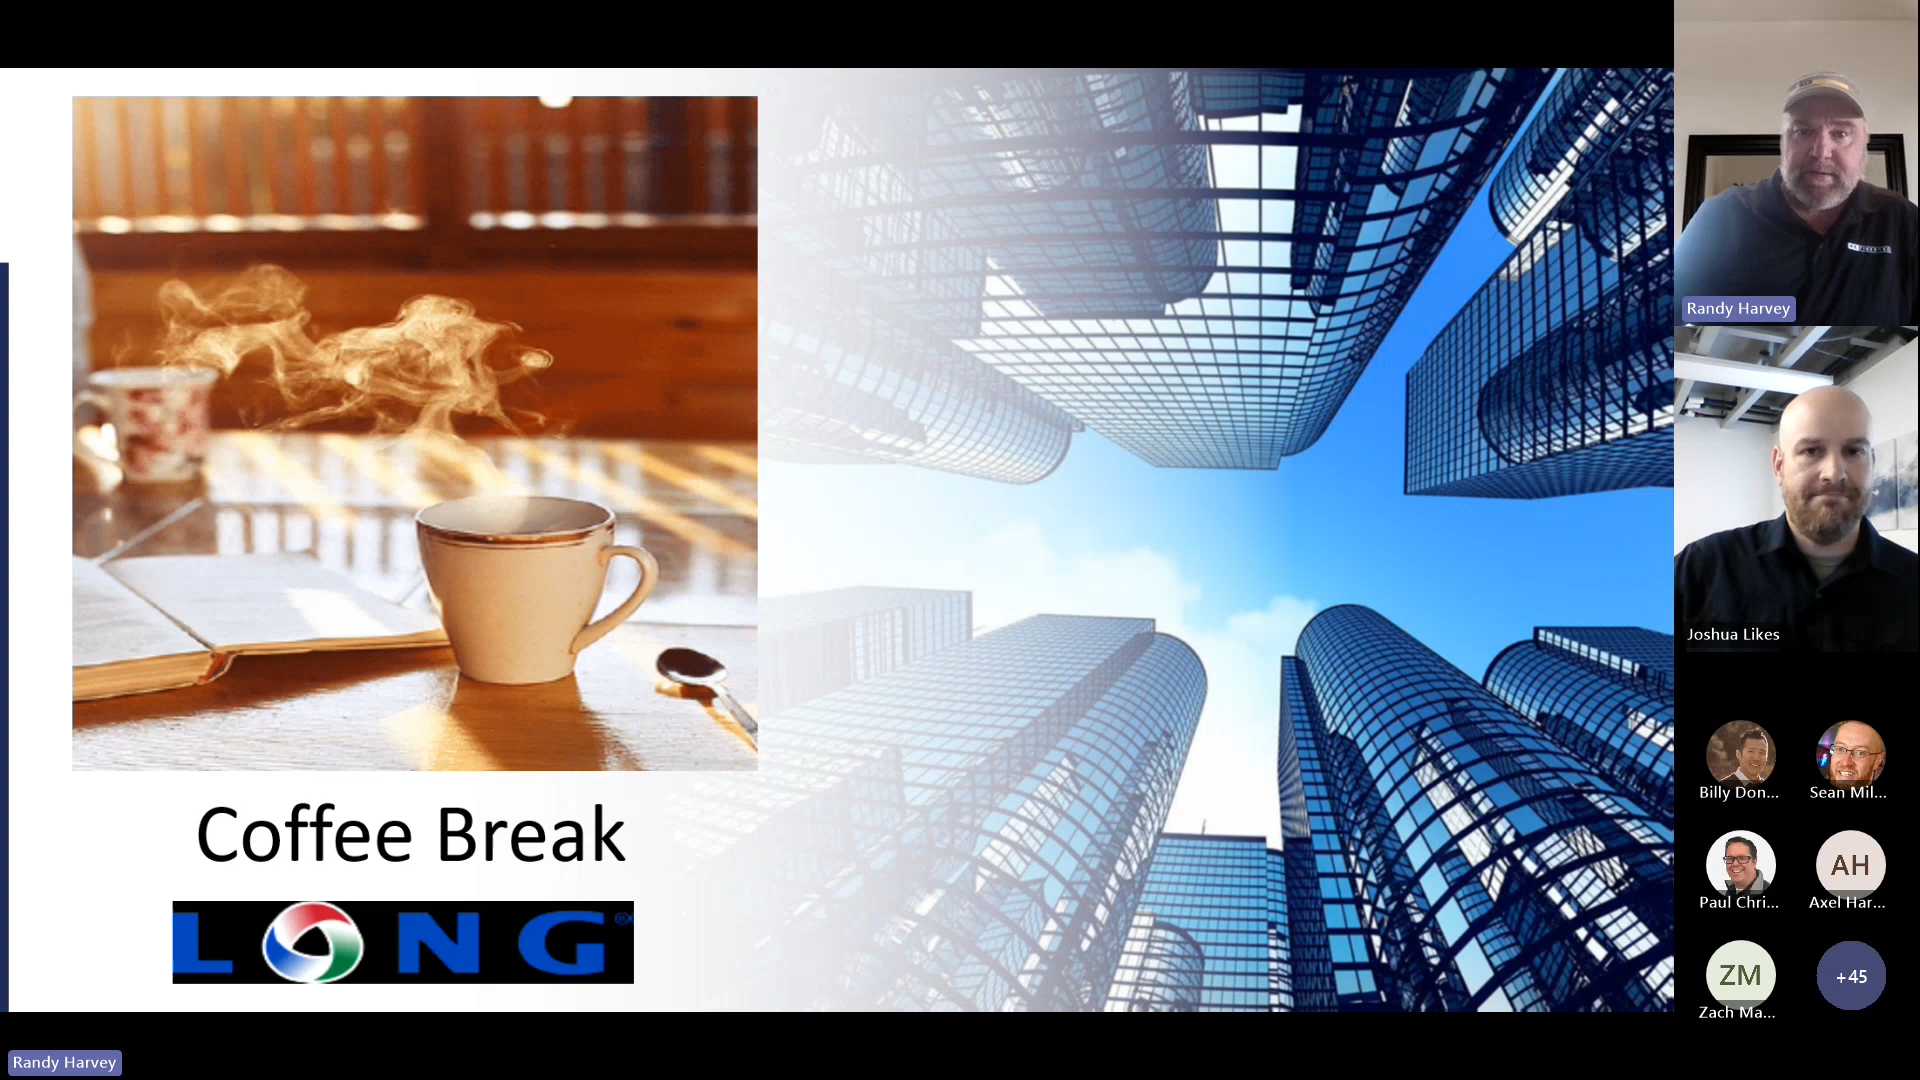 Coffee Break
LONG®
Randy Harvey
Joshua Likes
Billy Don...
Sean Mil...
Paul Chri...
AH
Axel Har...
ZM
Zach Ma...
+45
Randy Harvey